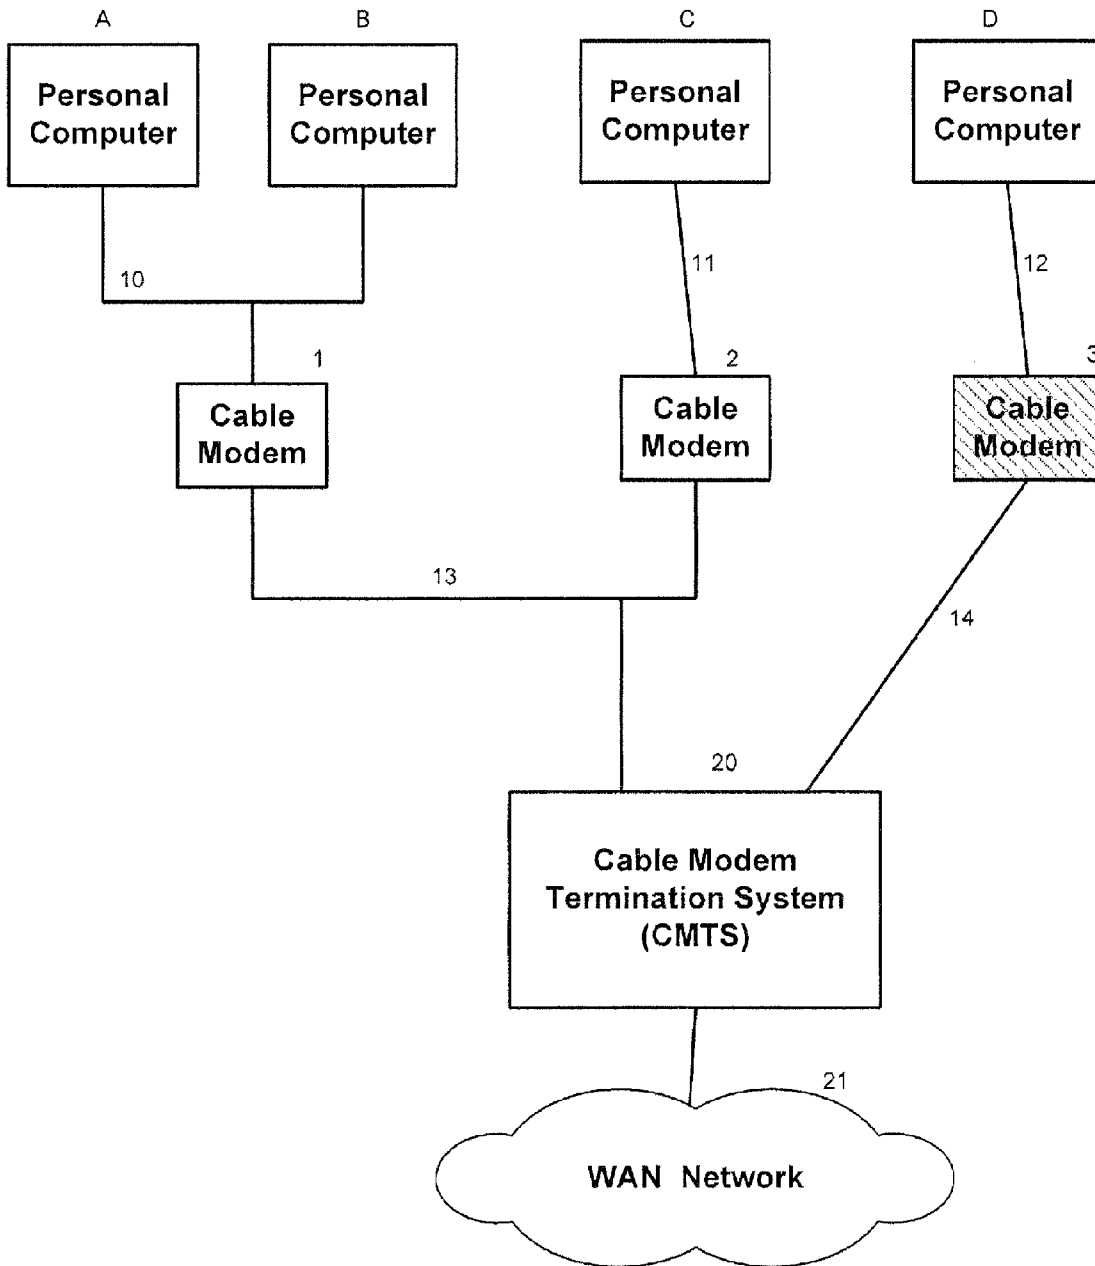 A
B
C
D
Personal
Computer
Personal
Computer
Personal
Computer
Personal
Computer
10
11
12
1
2
3
Cable
Modem
Cable
Modem
Cable
Modem
13
14
20
Cable Modem
Termination System
(CMTS)
21
WAN Network